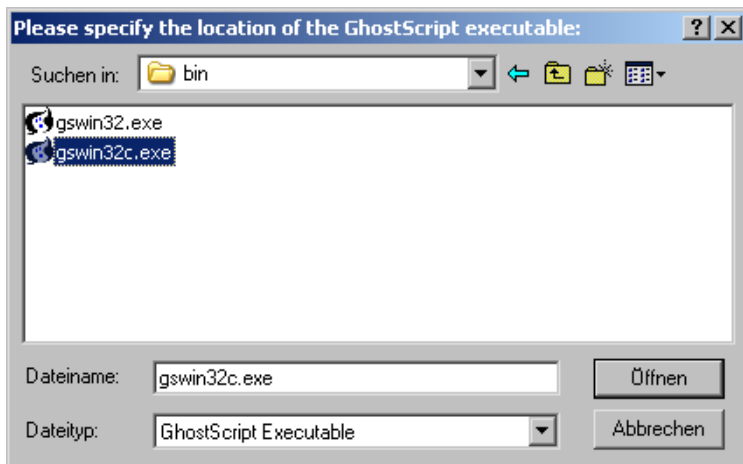 Please specify the location of the GhostScript executable:
Suchen in: bin
gswin32.exe
gswin32c.exe
Dateiname: gswin32c.exe Öffnen
Dateityp: GhostScript Executable Abbrechen